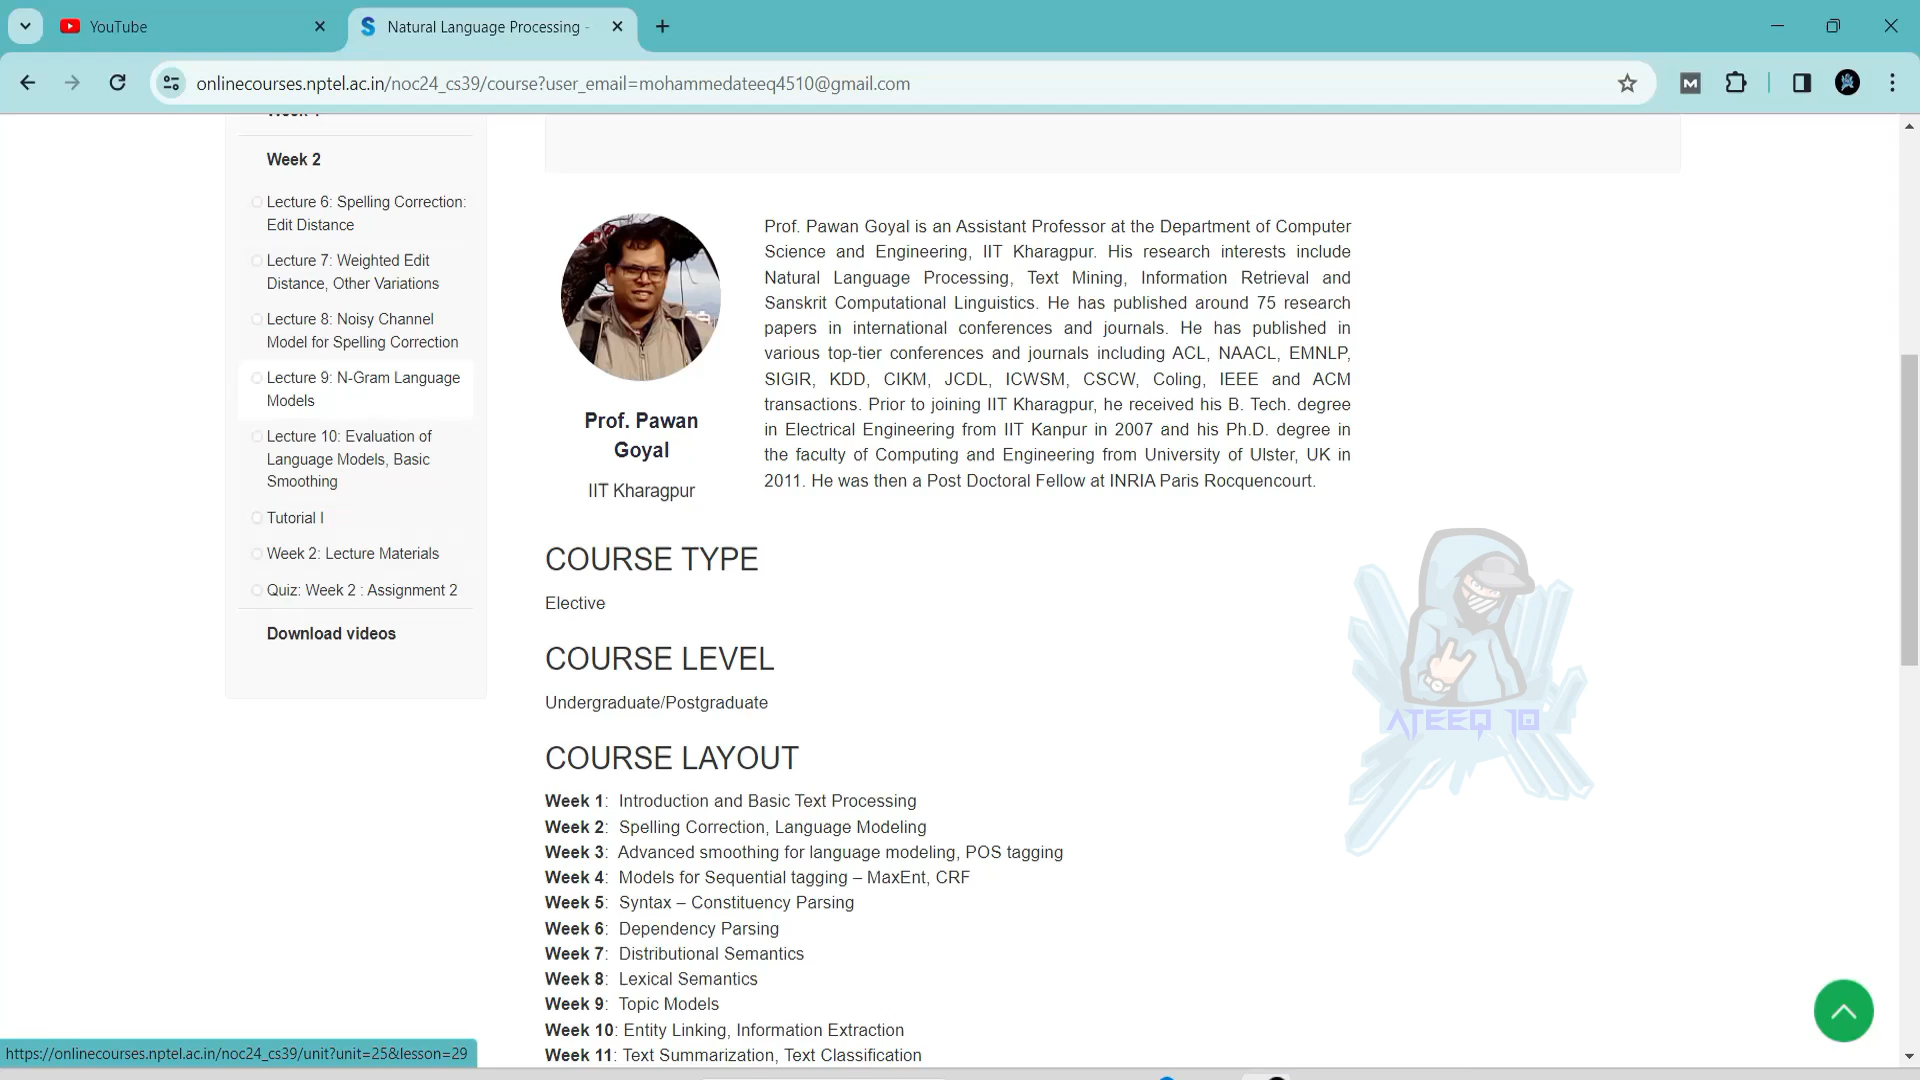 YouTube
Natural Language Processing -
onlinecourses.nptel.ac.in/noc24_cs39/course?user_email=mohammedateeq4510@gmail.com
Week 2
Lecture 6: Spelling Correction:
Edit Distance
Lecture 7: Weighted Edit
Distance, Other Variations
Lecture 8: Noisy Channel
Model for Spelling Correction
Lecture 9: N-Gram Language
Models
Lecture 10: Evaluation of
Language Models, Basic
Smoothing
Tutorial I
Week 2: Lecture Materials
Quiz: Week 2 : Assignment 2
Download videos
Prof. Pawan
Goyal
IIT Kharagpur
Prof. Pawan Goyal is an Assistant Professor at the Department of Computer
Science and Engineering, IIT Kharagpur. His research interests include
Natural Language Processing, Text Mining, Information Retrieval and
Sanskrit Computational Linguistics. He has published around 75 research
papers in international conferences and journals. He has published in
various top-tier conferences and journals including ACL, NAACL, EMNLP,
SIGIR, KDD, CIKM, JCDL, ICWSM, CSCW, Coling, IEEE and ACM
transactions. Prior to joining IIT Kharagpur, he received his B. Tech. degree
in Electrical Engineering from IIT Kanpur in 2007 and his Ph.D. degree in
the faculty of Computing and Engineering from University of Ulster, UK in
2011. He was then a Post Doctoral Fellow at INRIA Paris Rocquencourt.
COURSE TYPE
Elective
COURSE LEVEL
Undergraduate/Postgraduate
COURSE LAYOUT
Week 1: Introduction and Basic Text Processing
Week 2: Spelling Correction, Language Modeling
Week 3: Advanced smoothing for language modeling, POS tagging
Week 4: Models for Sequential tagging – MaxEnt, CRF
Week 5: Syntax – Constituency Parsing
Week 6: Dependency Parsing
Week 7: Distributional Semantics
Week 8: Lexical Semantics
Week 9: Topic Models
Week 10: Entity Linking, Information Extraction
Week 11: Text Summarization, Text Classification
ATEEQ 10
https://onlinecourses.nptel.ac.in/noc24_cs39/unit?unit=25&lesson=29